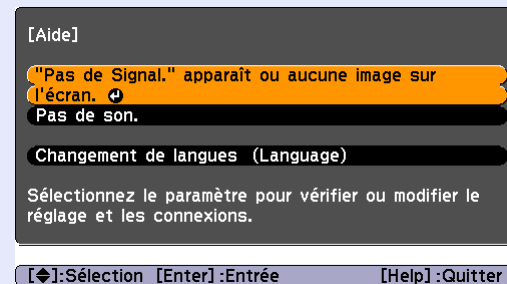 [Aide]
"Pas de Signal." apparaît ou aucune image sur
l'écran.
Pas de son.
Changement de langues (Language)
Sélectionnez le paramètre pour vérifier ou modifier le
réglage et les connexions.
[◆]:Sélection [Enter]:Entrée [Help]:Quitter